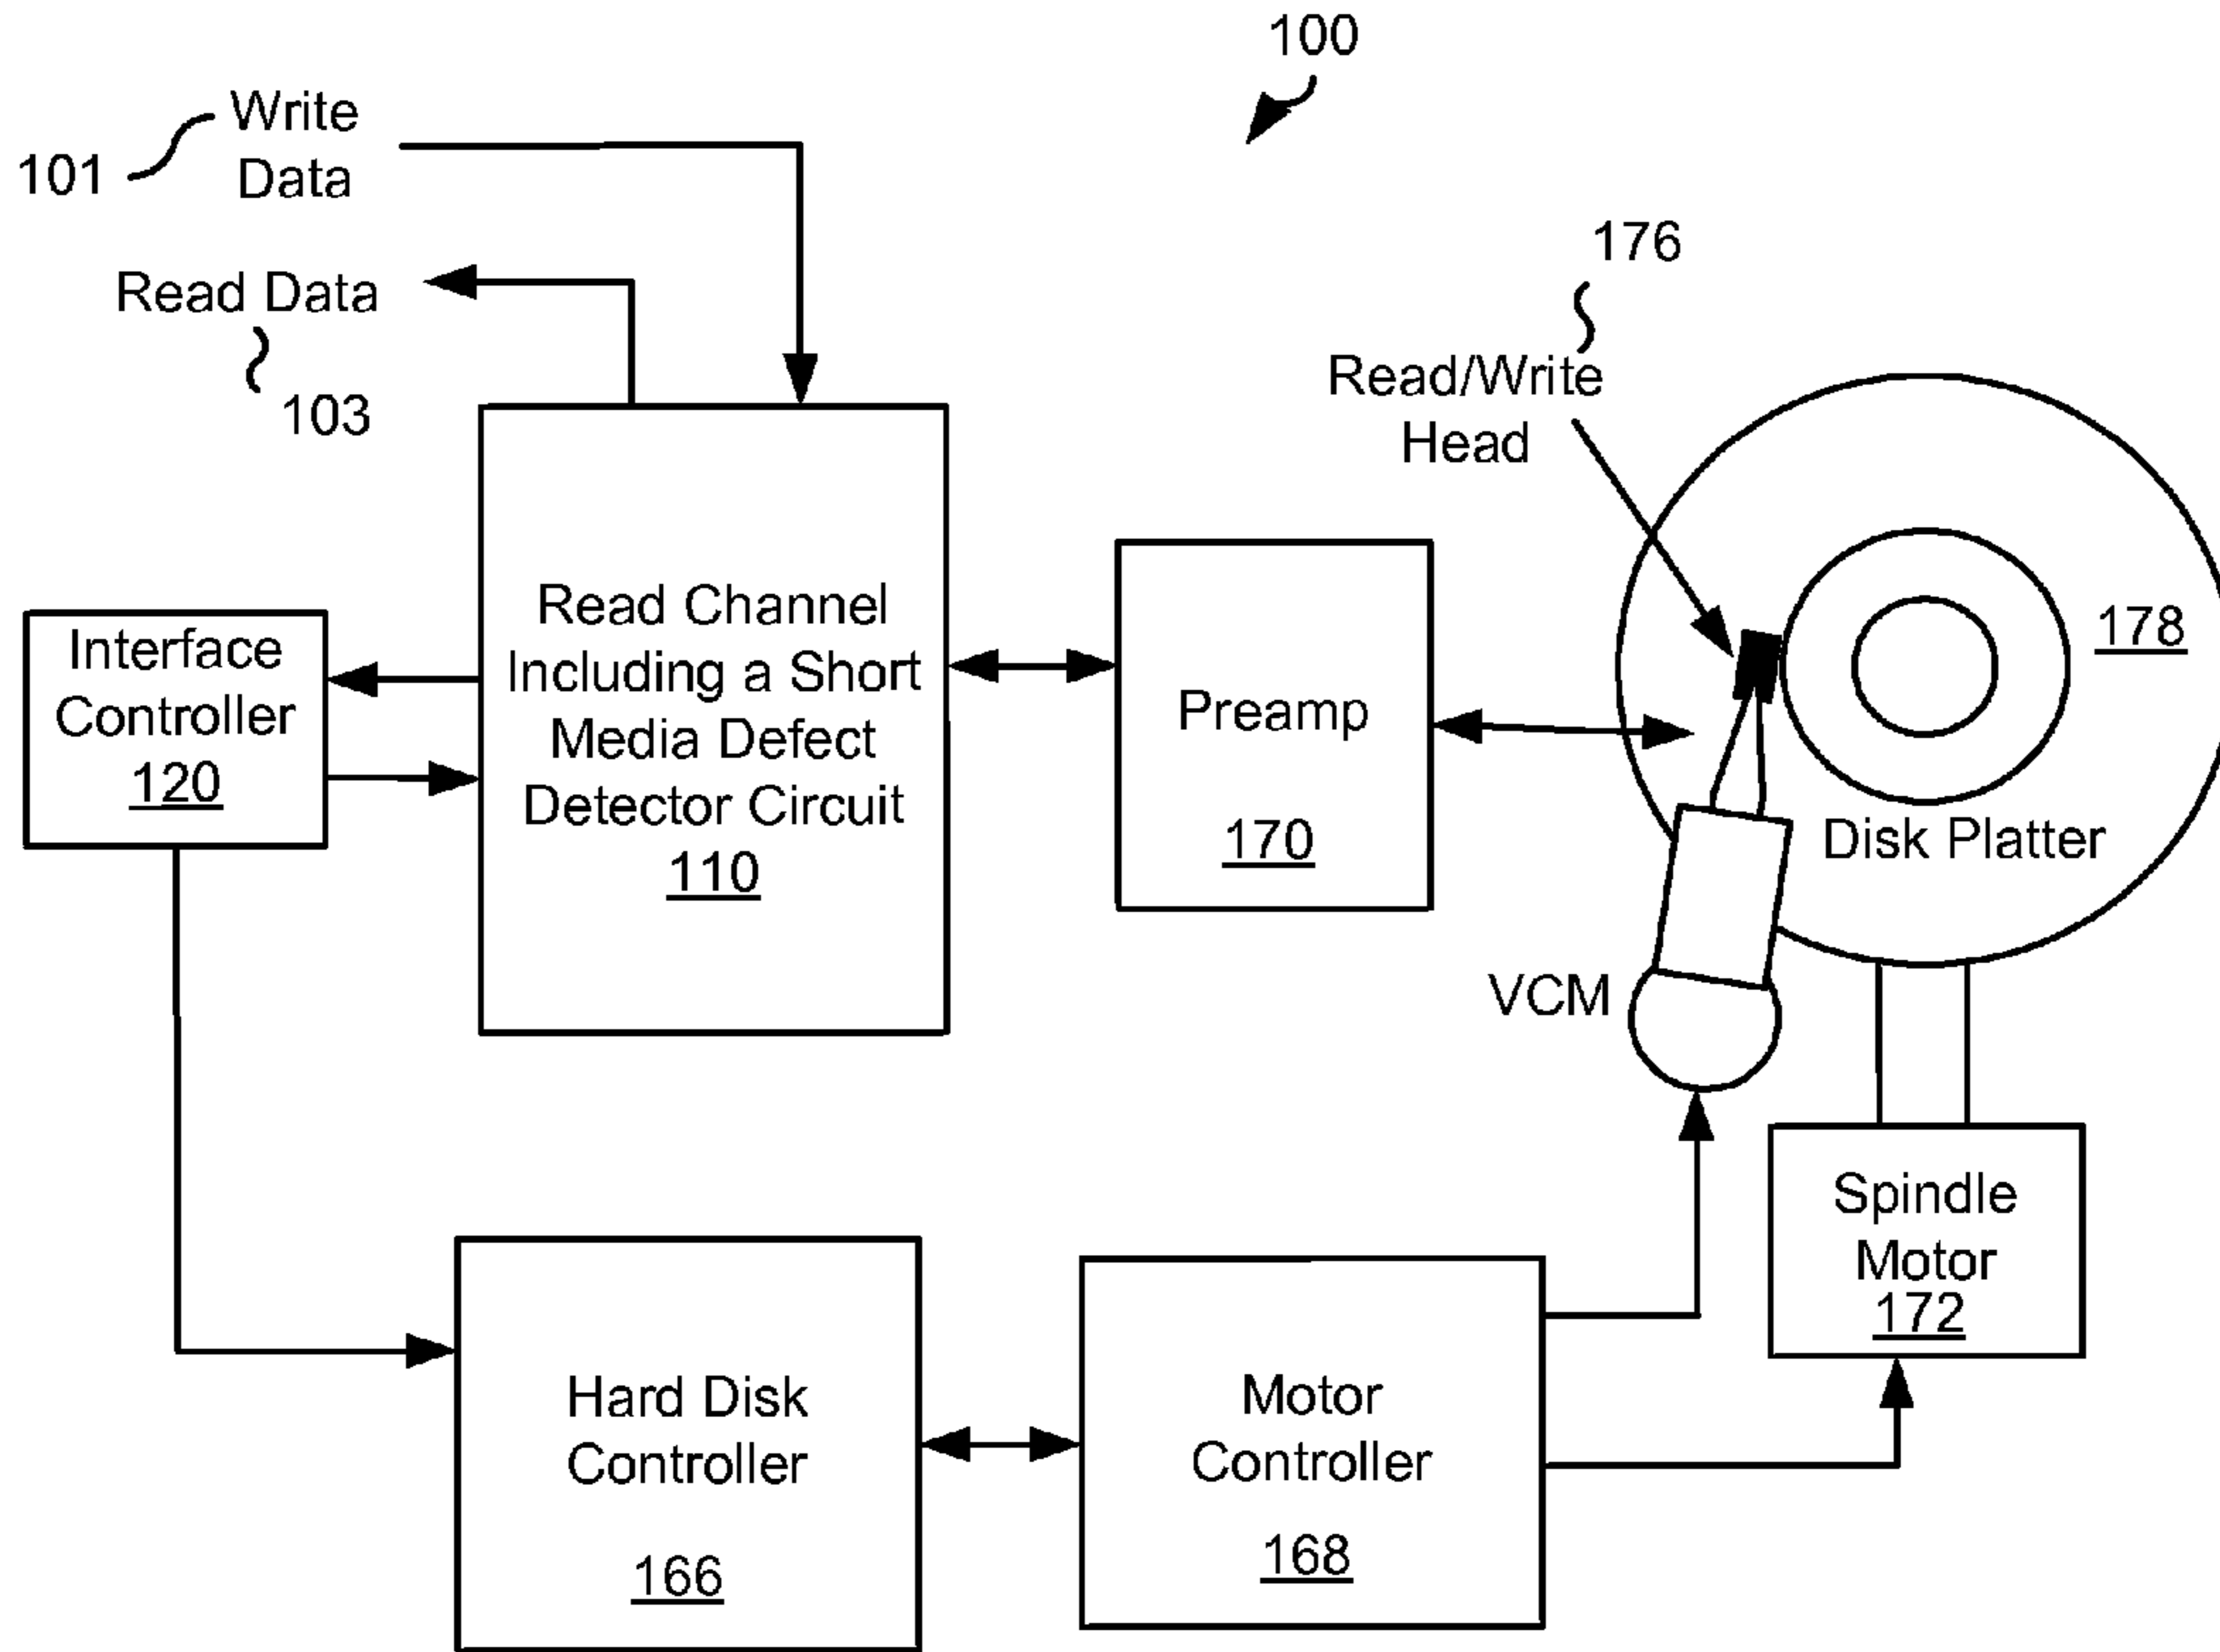 100
Write
Data
101
Read Data
103
176
Read/Write
Head
Read Channel
Including a Short
Media Defect
Detector Circuit
110
Interface
Controller
120
Preamp
170
178
Disk Platter
VCM
Spindle
Motor
172
Hard Disk
Controller
166
Motor
Controller
168